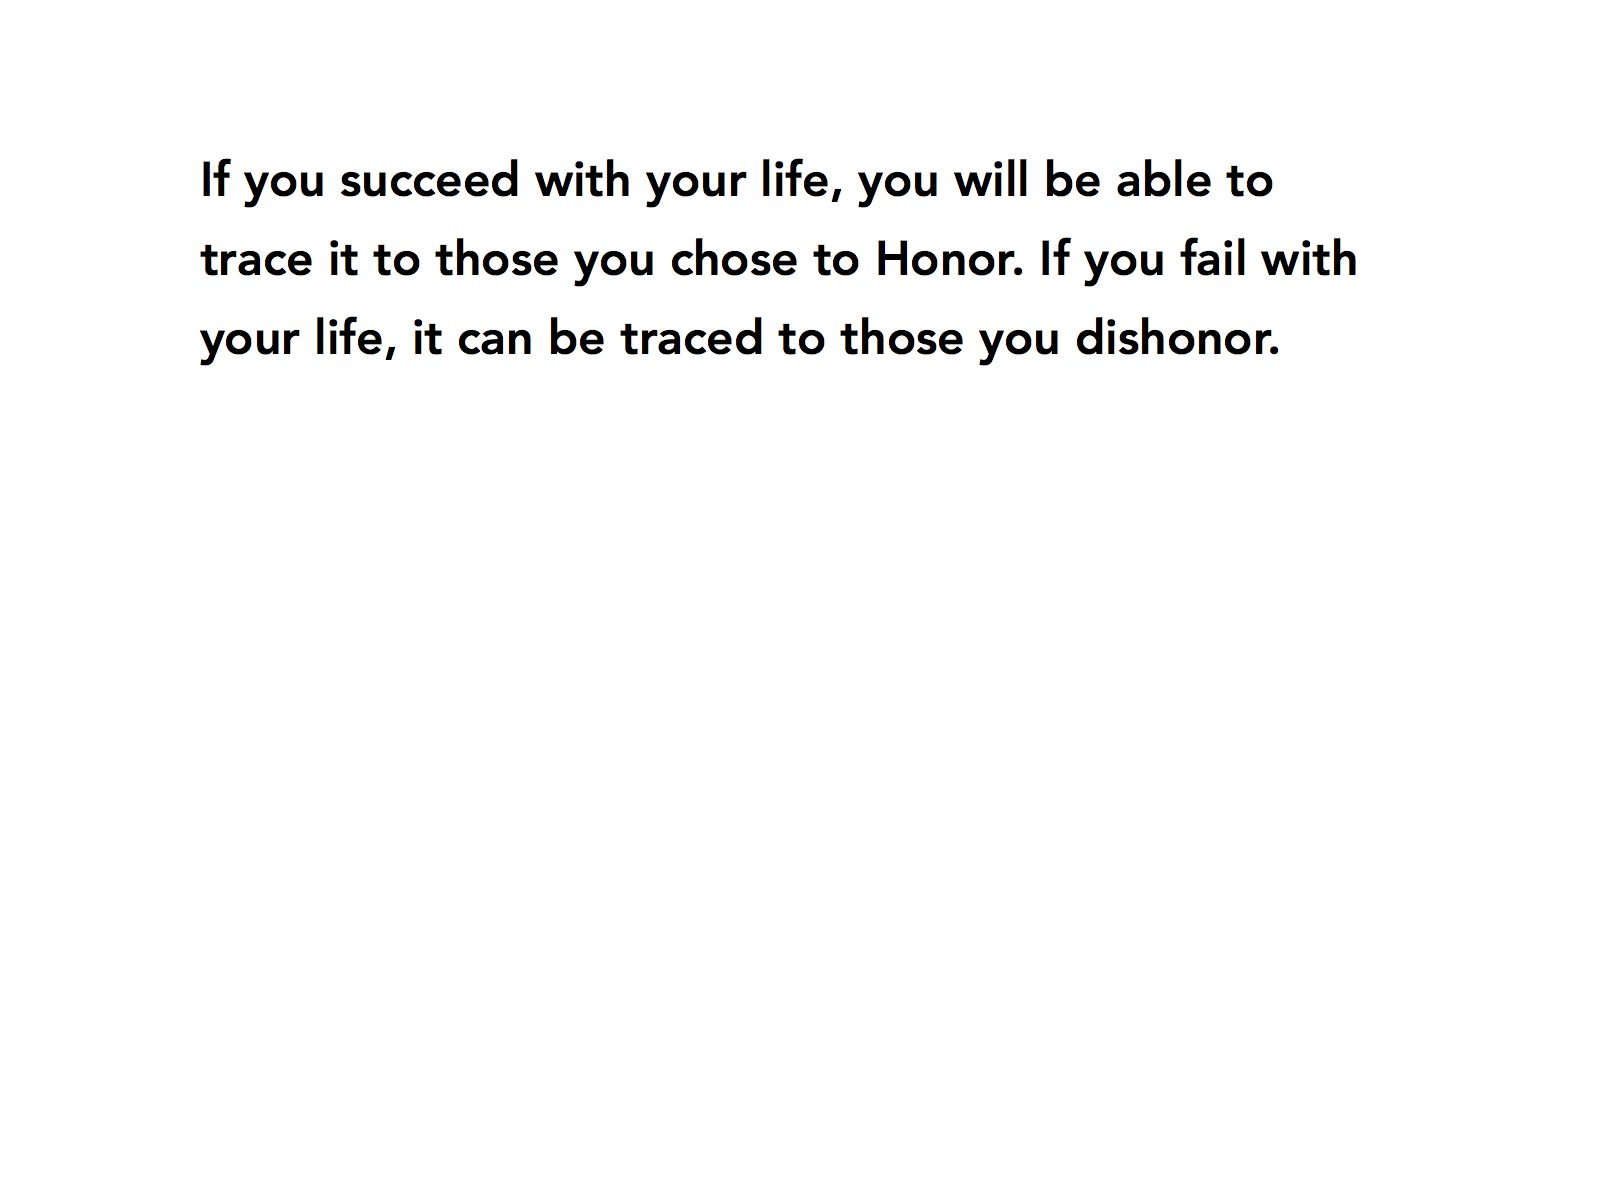 If you succeed with your life, you will be able to
trace it to those you chose to Honor. If you fail with
your life, it can be traced to those you dishonor.